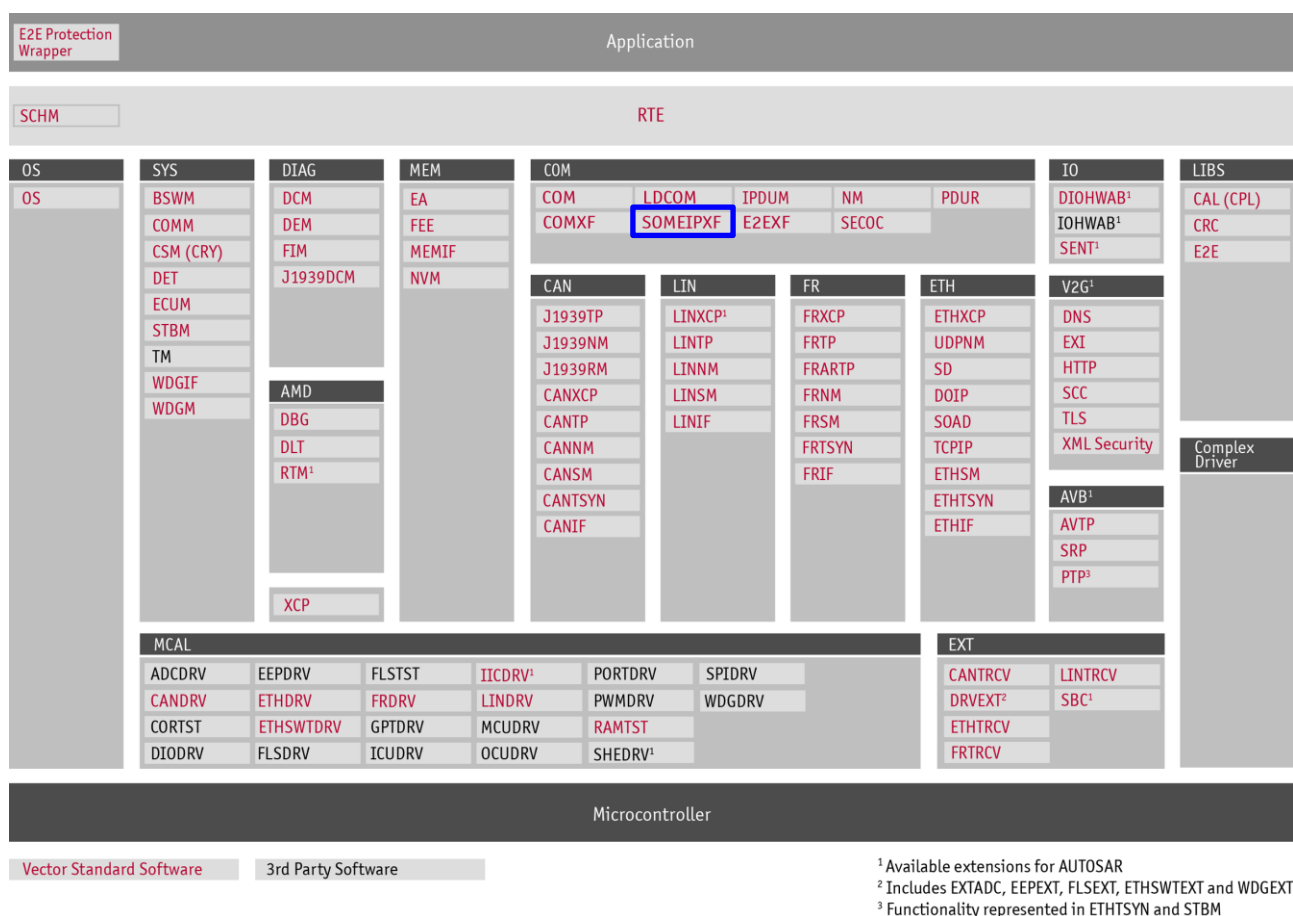 E2E Protection
Wrapper
Application
SCHM
RTE
OS
OS
SYS
BSWM
COMM
CSM (CRY)
DET
ECUM
STBM
TM
WDGIF
WDGM
DIAG
DCM
DEM
FIM
J1939DCM
AMD
DBG
DLT
RTM¹
XCP
MEM
EA
FEE
MEMIF
NVM
COM
COM LDCOM IPDUM NM PDUR
COMXF SOMEIPXF E2EXF SECOC
CAN
J1939TP
J1939NM
J1939RM
CANXCP
CANTP
CANNM
CANSM
CANTSYN
CANIF
LIN
LINXCP¹
LINTP
LINNM
LINSM
LINIF
FR
FRXCP
FRTP
FRARTP
FRNM
FRSM
FRTSYN
FRIF
ETH
ETHXCP
UDPNM
SD
DOIP
SOAD
TCPIP
ETHSM
ETHTSYN
ETHIF
IO
DIOHWAB¹
IOHWAB¹
SENT¹
V2G¹
DNS
EXI
HTTP
SCC
TLS
XML Security
AVB¹
AVTP
SRP
PTP³
LIBS
CAL (CPL)
CRC
E2E
Complex
Driver
MCAL
ADCDRV EEPDRV FLSTST IICDRV¹ PORTDRV SPIDRV
CANDRV ETHDRV FRDRV LINDRV PWMDRV WDGDRV
CORTST ETHSWTDRV GPTDRV MCUDRV RAMTST
DIODRV FLSDRV ICUDRV OCUDRV SHEDRV¹
EXT
CANTRCV LINTRCV
DRVEXT² SBC¹
ETHTRCV
FRTRCV
Microcontroller
Vector Standard Software
3rd Party Software
¹ Available extensions for AUTOSAR
² Includes EXTADC, EEPEXT, FLSEXT, ETHSWTEXT and WDGEXT
³ Functionality represented in ETHTSYN and STBM